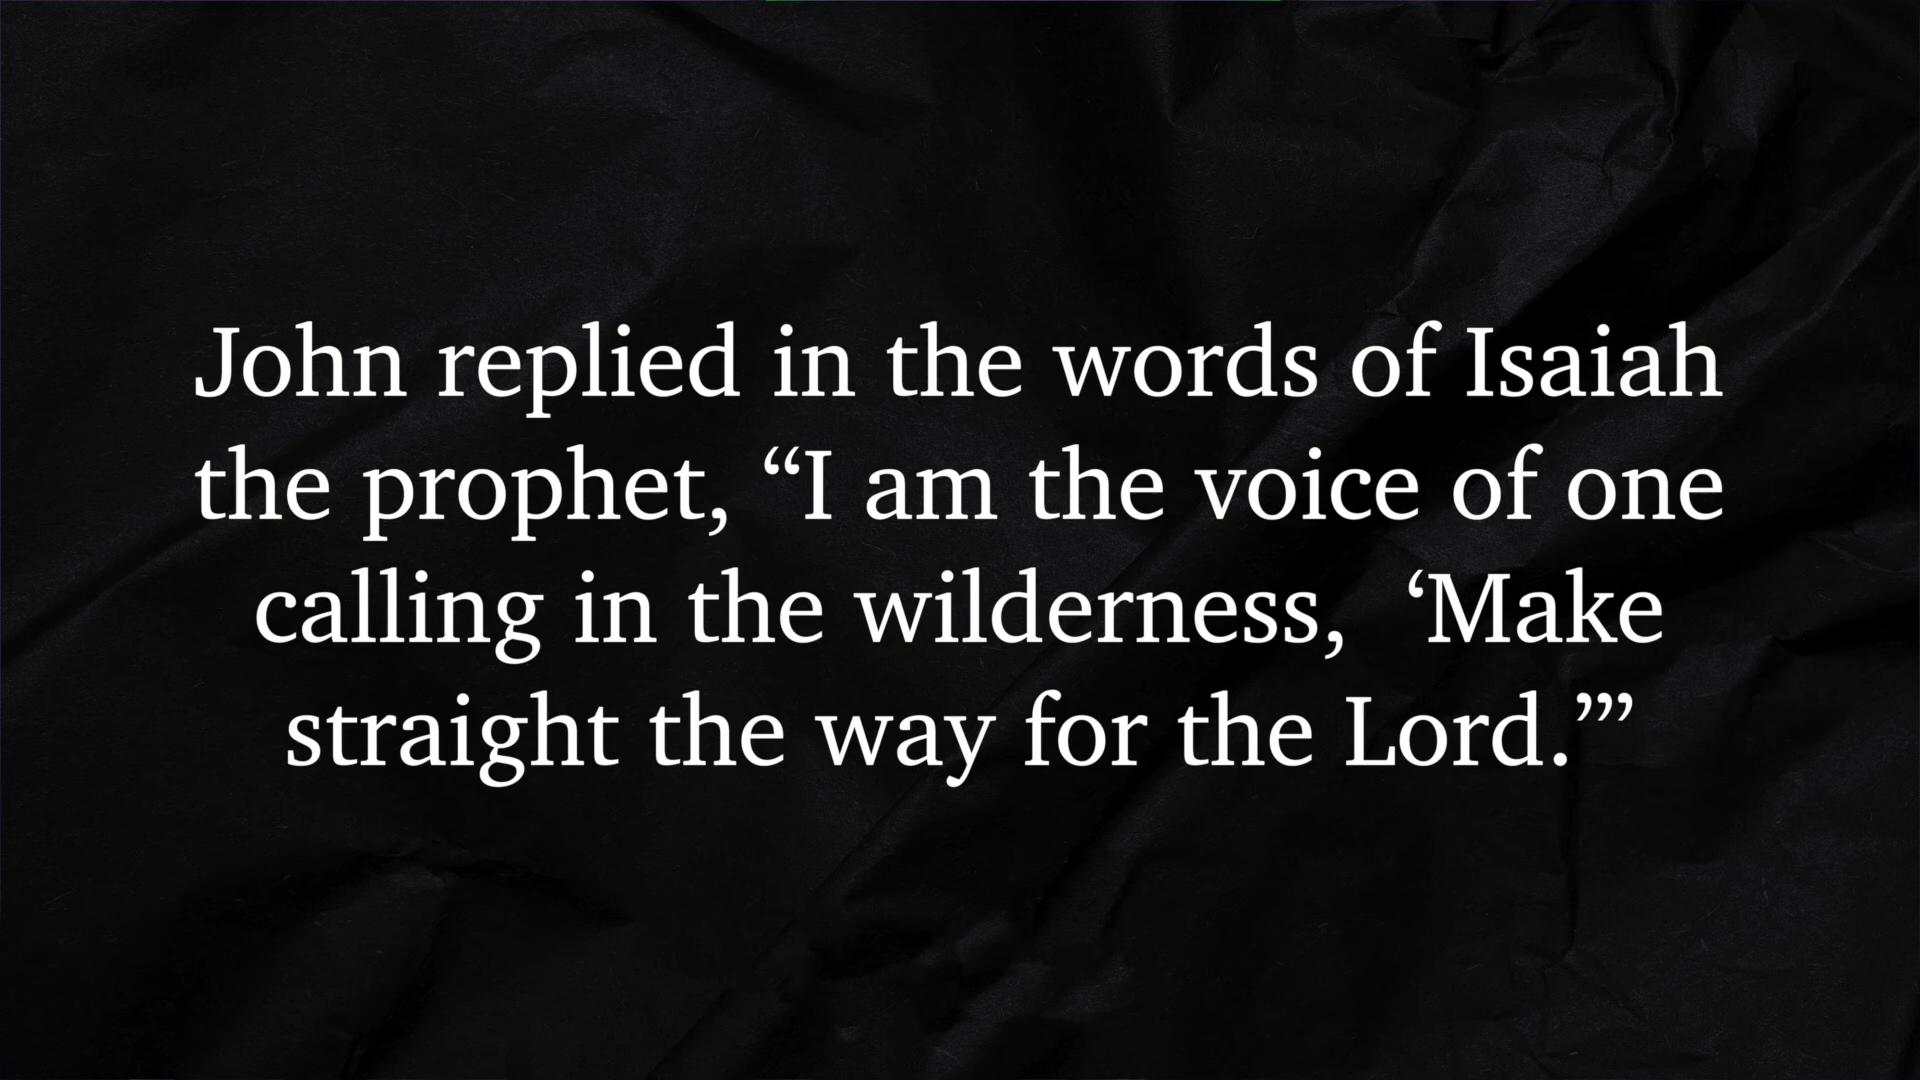 John replied in the words of Isaiah
the prophet, “I am the voice of one
calling in the wilderness,  ‘Make
straight the way for the Lord.”’